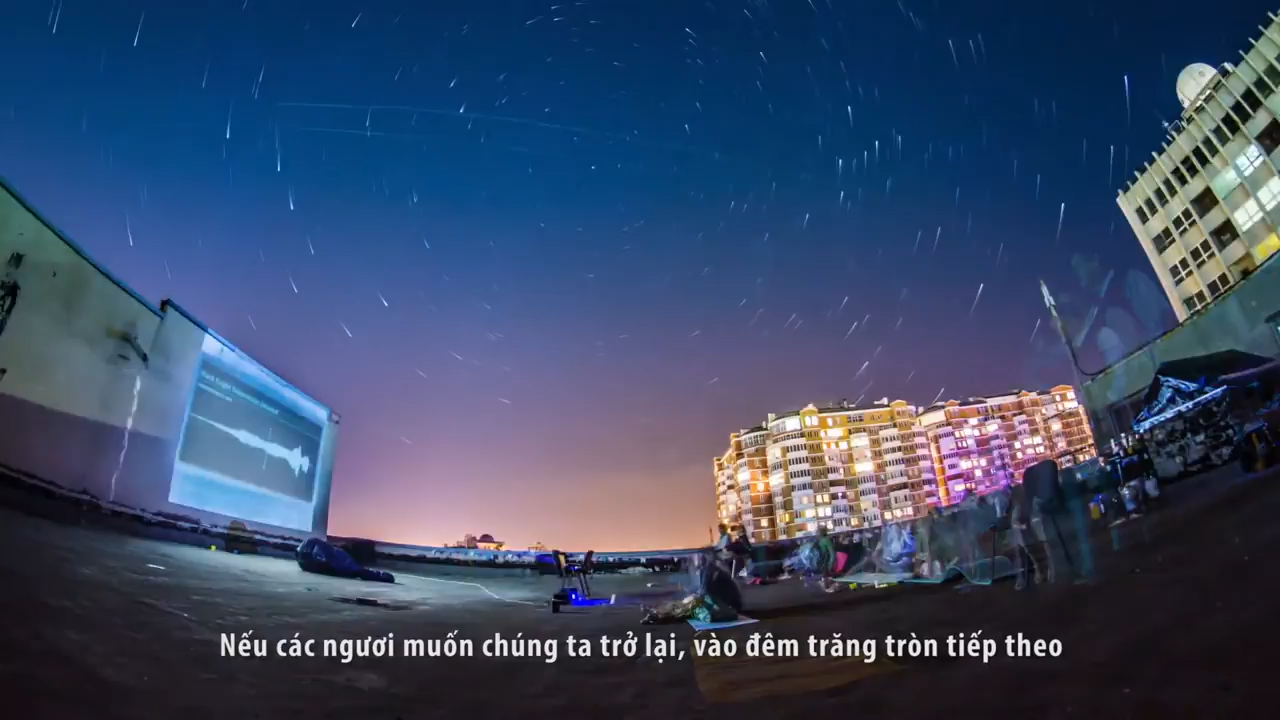 Nếu các ngươi muốn chúng ta trở lại, vào đêm trăng tròn tiếp theo